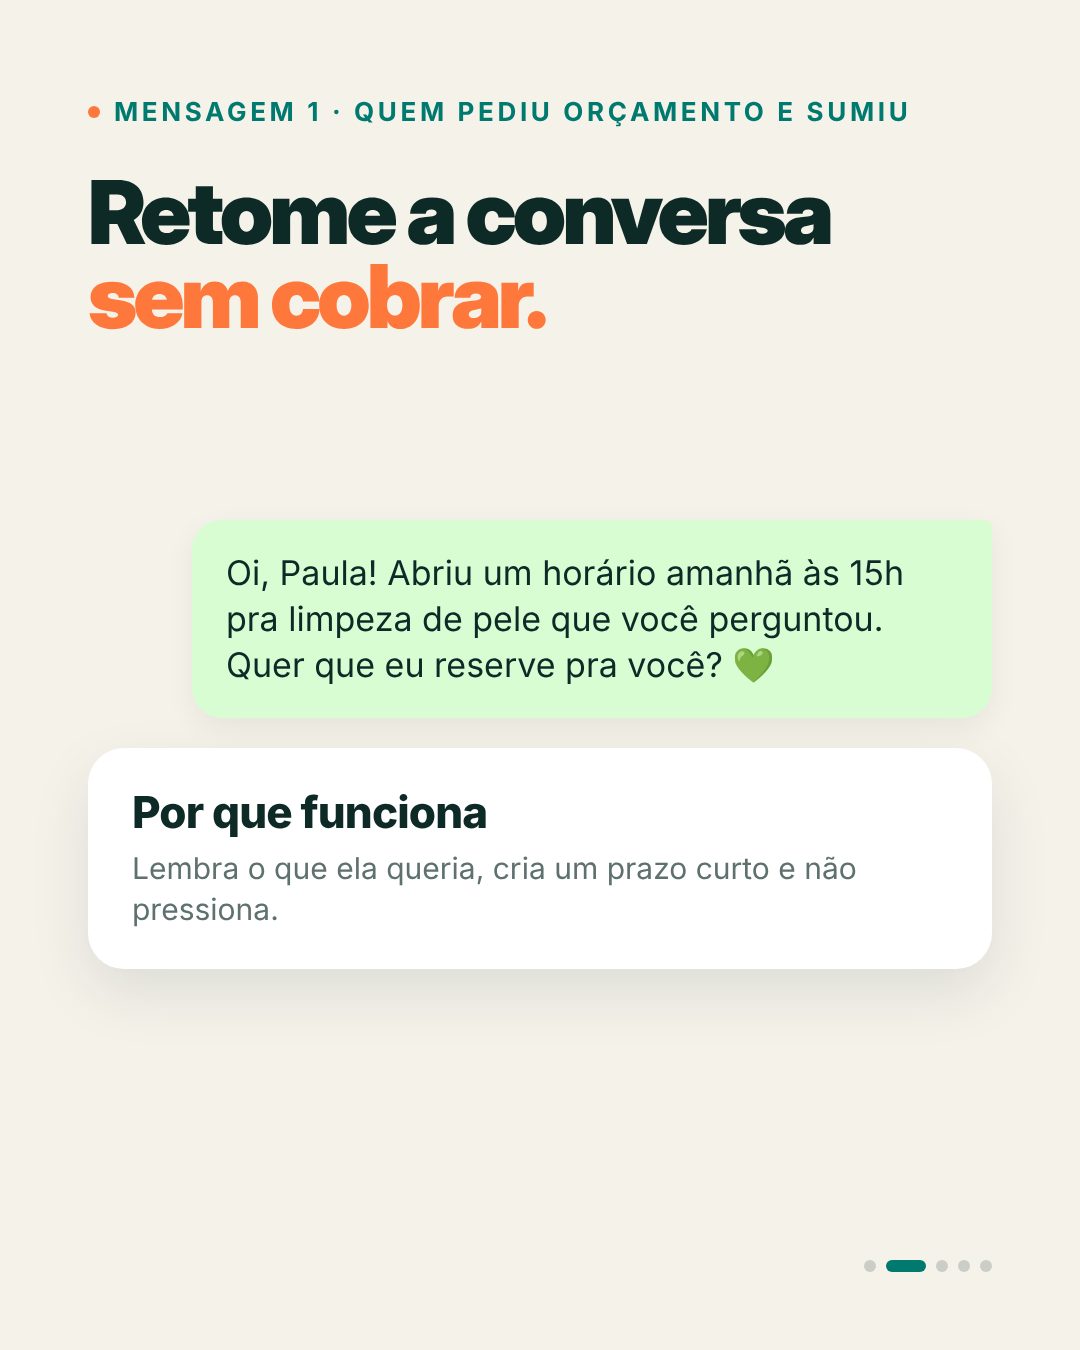 MENSAGEM 1 · QUEM PEDIU ORÇAMENTO E SUMIU
Retome a conversa
sem cobrar.
Oi, Paula! Abriu um horário amanhã às 15h
pra limpeza de pele que você perguntou.
Quer que eu reserve pra você? 💚
Por que funciona
Lembra o que ela queria, cria um prazo curto e não
pressiona.